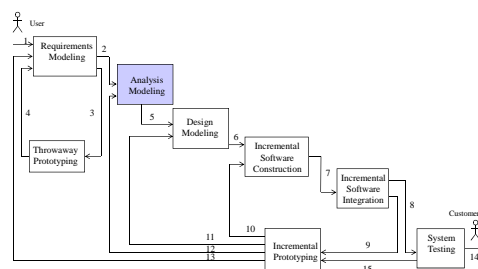 User
1
Requirements
Modeling
2
Analysis
Modeling
4
3
5
Design
Modeling
6
Throwaway
Prototyping
Incremental
Software
Construction
7
Incremental
Software
Integration
8
Customer
10
11
12
13
9
System
Testing
14
Incremental
Prototyping
15